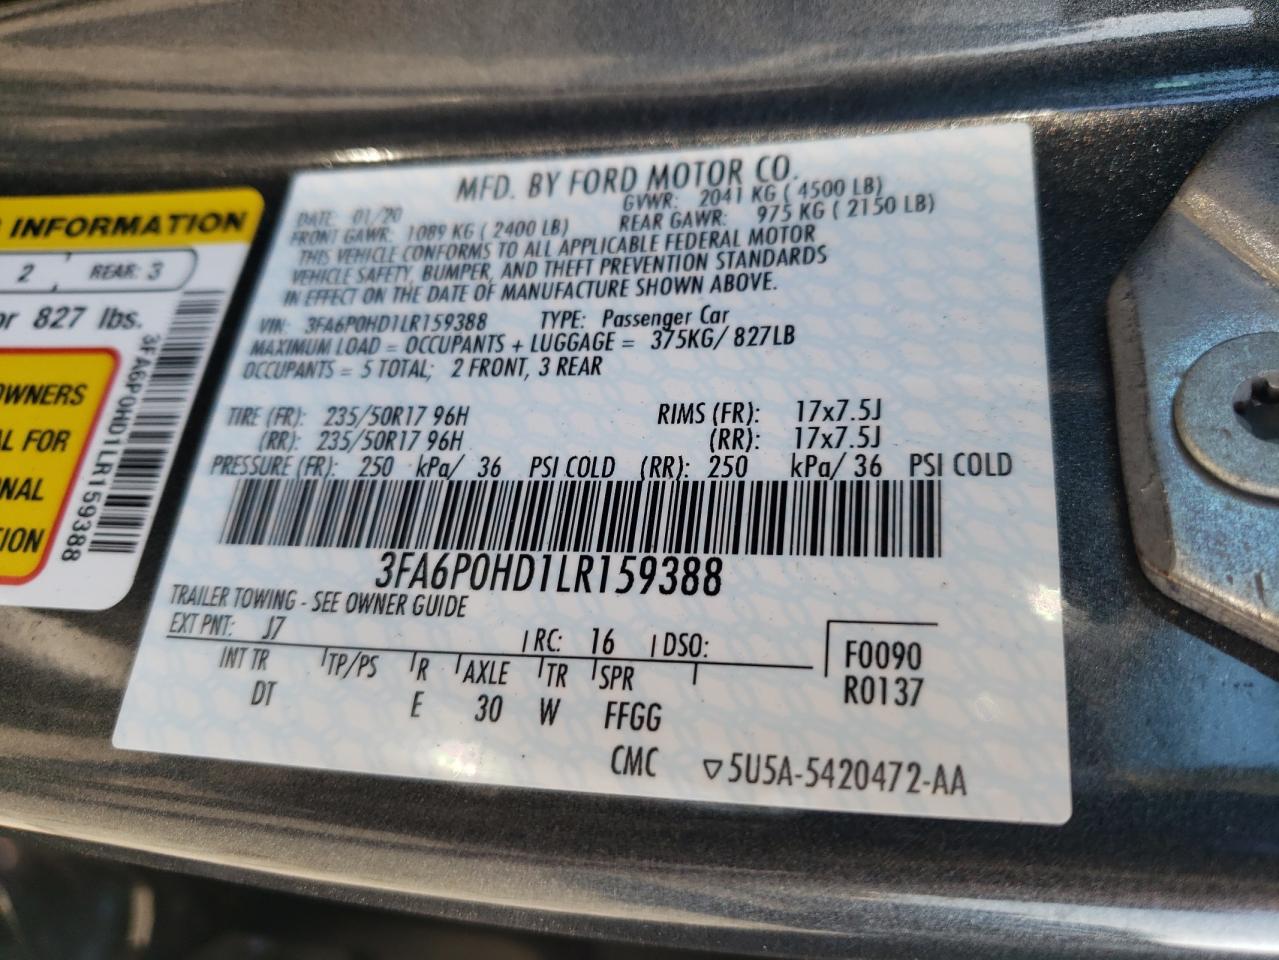 INFORMATION
2 REAR: 3
or 827 lbs.
OWNERS
FOR
3FA6P0HD1LR159388
MFD. BY FORD MOTOR CO.
DATE: 01/20 GVWR: 2041 KG ( 4500 LB)
FRONT GAWR: 1089 KG ( 2400 LB) REAR GAWR: 975 KG ( 2150 LB)
THIS VEHICLE CONFORMS TO ALL APPLICABLE FEDERAL MOTOR
VEHICLE SAFETY, BUMPER, AND THEFT PREVENTION STANDARDS
IN EFFECT ON THE DATE OF MANUFACTURE SHOWN ABOVE.
VIN: 3FA6P0HD1LR159388 TYPE: Passenger Car
MAXIMUM LOAD = OCCUPANTS + LUGGAGE = 375KG/ 827LB
OCCUPANTS = 5 TOTAL; 2 FRONT, 3 REAR
TIRE (FR): 235/50R17 96H RIMS (FR): 17x7.5J
(RR): 235/50R17 96H (RR): 17x7.5J
PRESSURE (FR): 250 kPa/ 36 PSI COLD (RR): 250 kPa/ 36 PSI COLD
3FA6P0HD1LR159388
TRAILER TOWING - SEE OWNER GUIDE
EXT PNT: J7 RC: 16 DSO: F0090
INT TR TP/PS R AXLE TR SPR R0137
DT E 30 W FFGG
CMC ▽5U5A-5420472-AA